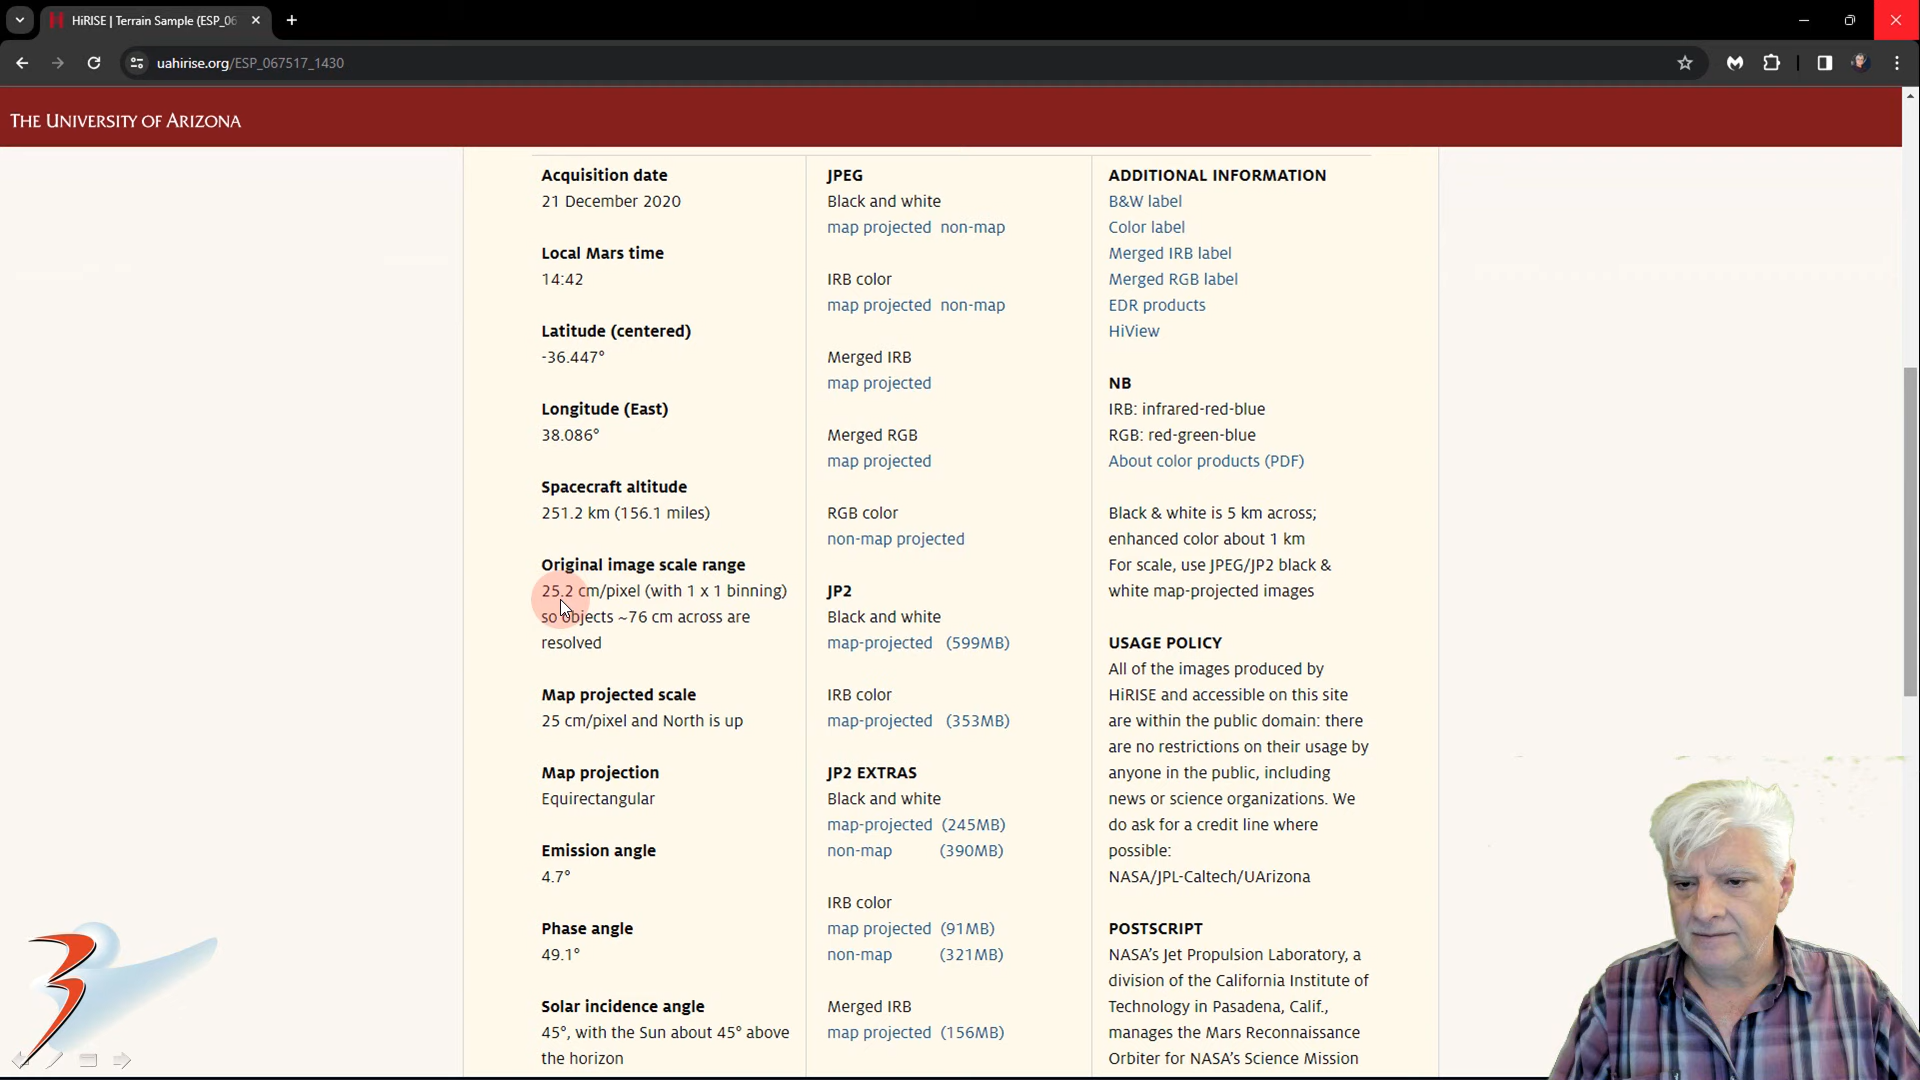 HiRISE | Terrain Sample (ESP_06
uahirise.org/ESP_067517_1430
THE UNIVERSITY OF ARIZONA
Acquisition date
21 December 2020
Local Mars time
14:42
Latitude (centered)
-36.447°
Longitude (East)
38.086°
Spacecraft altitude
251.2 km (156.1 miles)
Original image scale range
25.2 cm/pixel (with 1 x 1 binning)
so objects ~76 cm across are
resolved
Map projected scale
25 cm/pixel and North is up
Map projection
Equirectangular
Emission angle
4.7°
Phase angle
49.1°
Solar incidence angle
45°, with the Sun about 45° above
the horizon
JPEG
Black and white
map projected non-map
IRB color
map projected non-map
Merged IRB
map projected
Merged RGB
map projected
RGB color
non-map projected
JP2
Black and white
map-projected (599MB)
IRB color
map-projected (353MB)
JP2 EXTRAS
Black and white
map-projected (245MB)
non-map (390MB)
IRB color
map projected (91MB)
non-map (321MB)
Merged IRB
map projected (156MB)
ADDITIONAL INFORMATION
B&W label
Color label
Merged IRB label
Merged RGB label
EDR products
HiView
NB
IRB: infrared-red-blue
RGB: red-green-blue
About color products (PDF)
Black & white is 5 km across;
enhanced color about 1 km
For scale, use JPEG/JP2 black &
white map-projected images
USAGE POLICY
All of the images produced by
HiRISE and accessible on this site
are within the public domain: there
are no restrictions on their usage by
anyone in the public, including
news or science organizations. We
do ask for a credit line where
possible:
NASA/JPL-Caltech/UArizona
POSTSCRIPT
NASA's Jet Propulsion Laboratory, a
division of the California Institute of
Technology in Pasadena, Calif.,
manages the Mars Reconnaissance
Orbiter for NASA's Science Mission